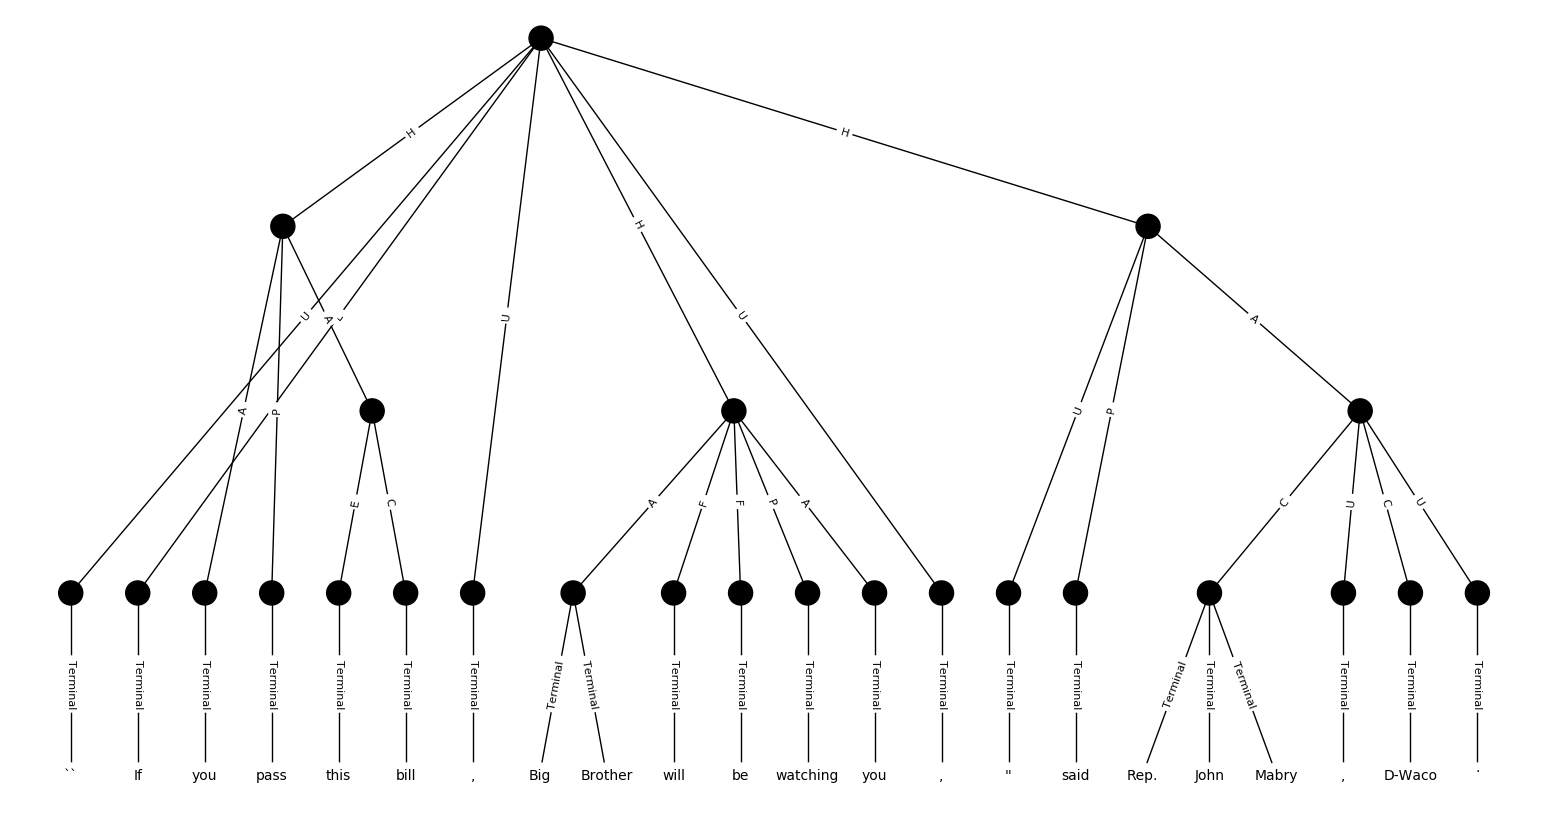 H
H
H
U
U
A
U
A
P
U
P
A
E
C
A
F
F
P
A
C
U
C
U
Terminal Terminal Terminal Terminal Terminal Terminal Terminal Terminal Terminal Terminal Terminal Terminal Terminal Terminal Terminal Terminal Terminal Terminal Terminal Terminal Terminal Terminal
`` If you pass this bill , Big Brother will be watching you , " said Rep. John Mabry , D-Waco .